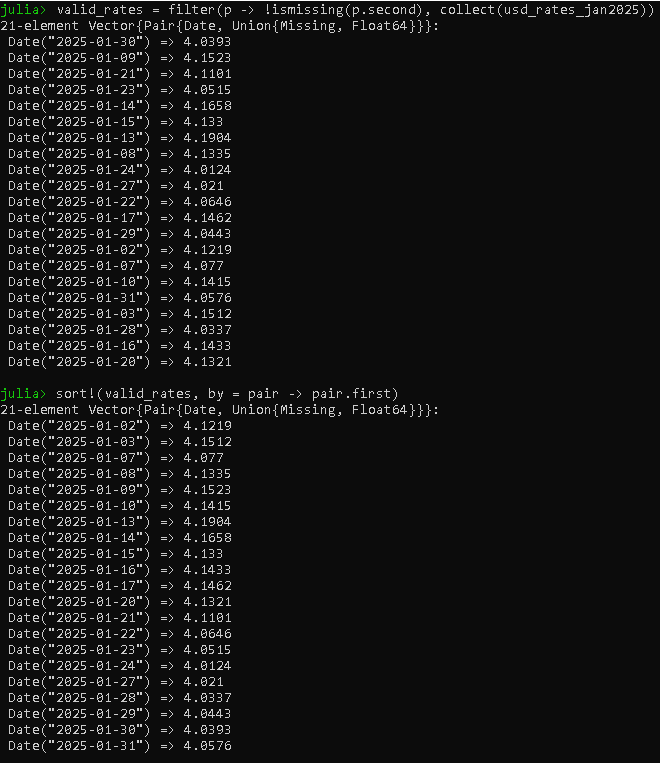 julia> valid_rates = filter(p -> !ismissing(p.second), collect(usd_rates_jan2025))
21-element Vector{Pair{Date, Union{Missing, Float64}}}:
 Date("2025-01-30") => 4.0393
 Date("2025-01-09") => 4.1523
 Date("2025-01-21") => 4.1101
 Date("2025-01-23") => 4.0515
 Date("2025-01-14") => 4.1658
 Date("2025-01-15") => 4.133
 Date("2025-01-13") => 4.1904
 Date("2025-01-08") => 4.1335
 Date("2025-01-24") => 4.0124
 Date("2025-01-27") => 4.021
 Date("2025-01-22") => 4.0646
 Date("2025-01-17") => 4.1462
 Date("2025-01-29") => 4.0443
 Date("2025-01-02") => 4.1219
 Date("2025-01-07") => 4.077
 Date("2025-01-10") => 4.1415
 Date("2025-01-31") => 4.0576
 Date("2025-01-03") => 4.1512
 Date("2025-01-28") => 4.0337
 Date("2025-01-16") => 4.1433
 Date("2025-01-20") => 4.1321
julia> sort!(valid_rates, by = pair -> pair.first)
21-element Vector{Pair{Date, Union{Missing, Float64}}}:
 Date("2025-01-02") => 4.1219
 Date("2025-01-03") => 4.1512
 Date("2025-01-07") => 4.077
 Date("2025-01-08") => 4.1335
 Date("2025-01-09") => 4.1523
 Date("2025-01-10") => 4.1415
 Date("2025-01-13") => 4.1904
 Date("2025-01-14") => 4.1658
 Date("2025-01-15") => 4.133
 Date("2025-01-16") => 4.1433
 Date("2025-01-17") => 4.1462
 Date("2025-01-20") => 4.1321
 Date("2025-01-21") => 4.1101
 Date("2025-01-22") => 4.0646
 Date("2025-01-23") => 4.0515
 Date("2025-01-24") => 4.0124
 Date("2025-01-27") => 4.021
 Date("2025-01-28") => 4.0337
 Date("2025-01-29") => 4.0443
 Date("2025-01-30") => 4.0393
 Date("2025-01-31") => 4.0576